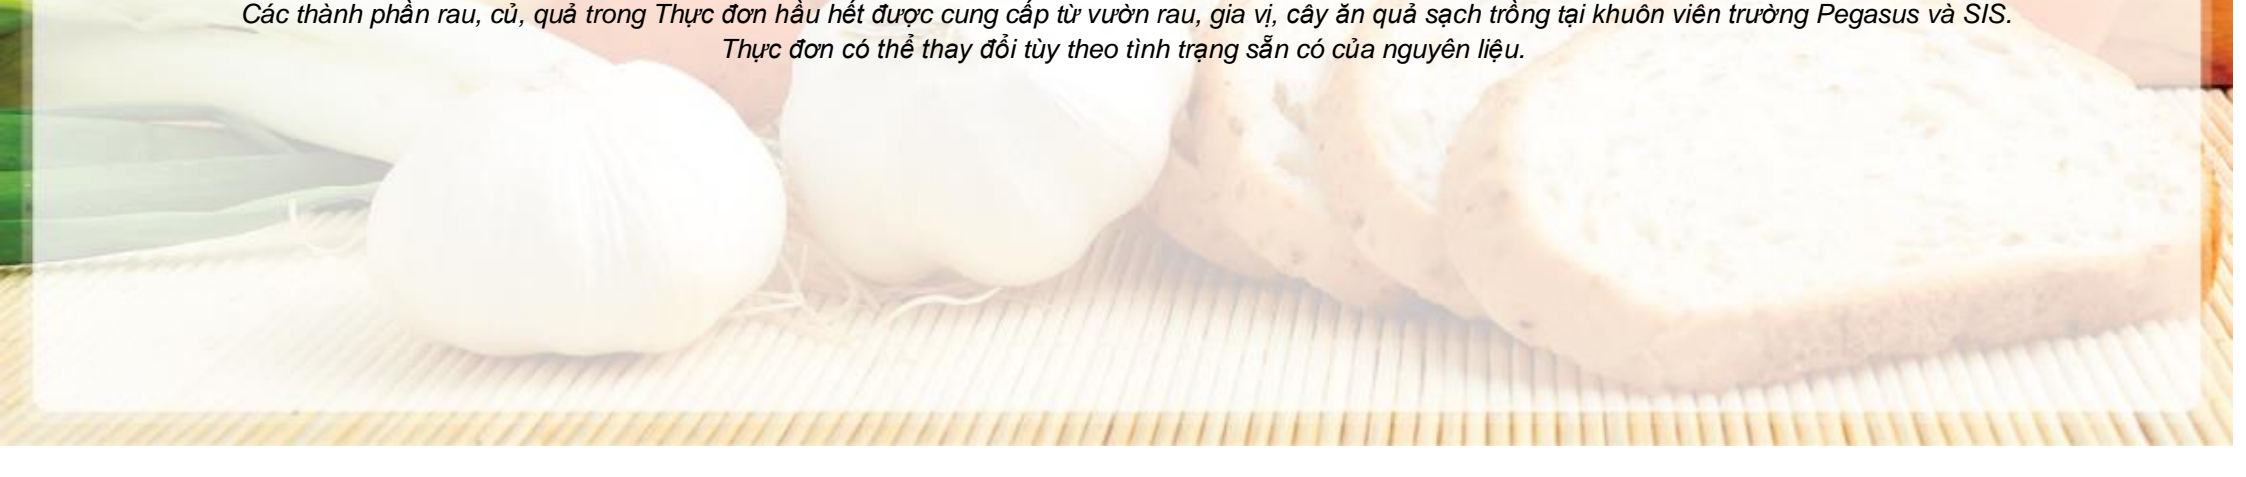 Các thành phần rau, củ, quả trong Thực đơn hầu hết được cung cấp từ vườn rau, gia vị, cây ăn quả sạch trồng tại khuôn viên trường Pegasus và SIS.
Thực đơn có thể thay đổi tùy theo tình trạng sẵn có của nguyên liệu.